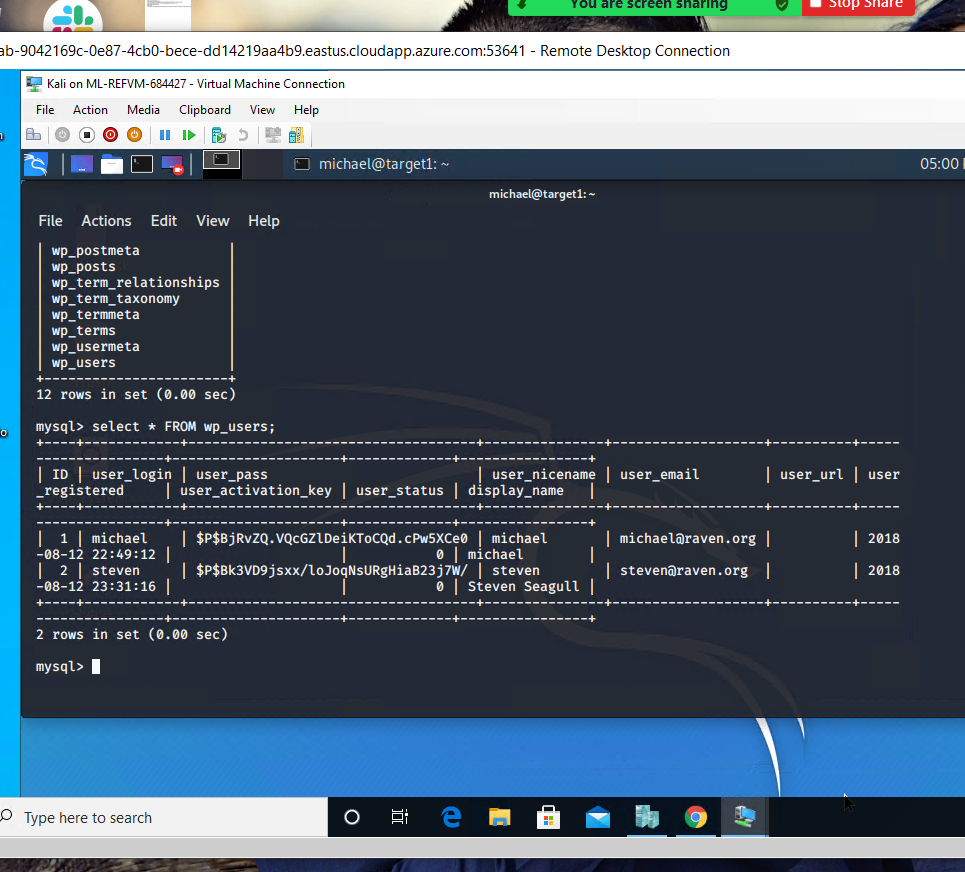 You are screen sharing
Stop Share
ab-9042169c-0e87-4cb0-bece-dd14219aa4b9.eastus.cloudapp.azure.com:53641 - Remote Desktop Connection
Kali on ML-REFVM-684427 - Virtual Machine Connection
File Action Media Clipboard View Help
michael@target1: ~
05:00
michael@target1: ~
File Actions Edit View Help
| wp_postmeta           |
| wp_posts              |
| wp_term_relationships |
| wp_term_taxonomy      |
| wp_termmeta           |
| wp_terms              |
| wp_usermeta           |
| wp_users              |
+-----------------------+
12 rows in set (0.00 sec)
mysql> select * FROM wp_users;
+----+------------+------------------------------------+---------------+-------------------+----------+-----
----------------+---------------------+-------------+----------------+
| ID | user_login | user_pass                          | user_nicename | user_email        | user_url | user
_registered     | user_activation_key | user_status | display_name   |
+----+------------+------------------------------------+---------------+-------------------+----------+-----
----------------+---------------------+-------------+----------------+
|  1 | michael    | $P$BjRvZQ.VQcGZlDeiKToCQd.cPw5XCe0 | michael       | michael@raven.org |          | 2018
-08-12 22:49:12 |                     |           0 | michael        |
|  2 | steven     | $P$Bk3VD9jsxx/loJoqNsURgHiaB23j7W/ | steven        | steven@raven.org  |          | 2018
-08-12 23:31:16 |                     |           0 | Steven Seagull |
+----+------------+------------------------------------+---------------+-------------------+----------+-----
----------------+---------------------+-------------+----------------+
2 rows in set (0.00 sec)
mysql>
Type here to search